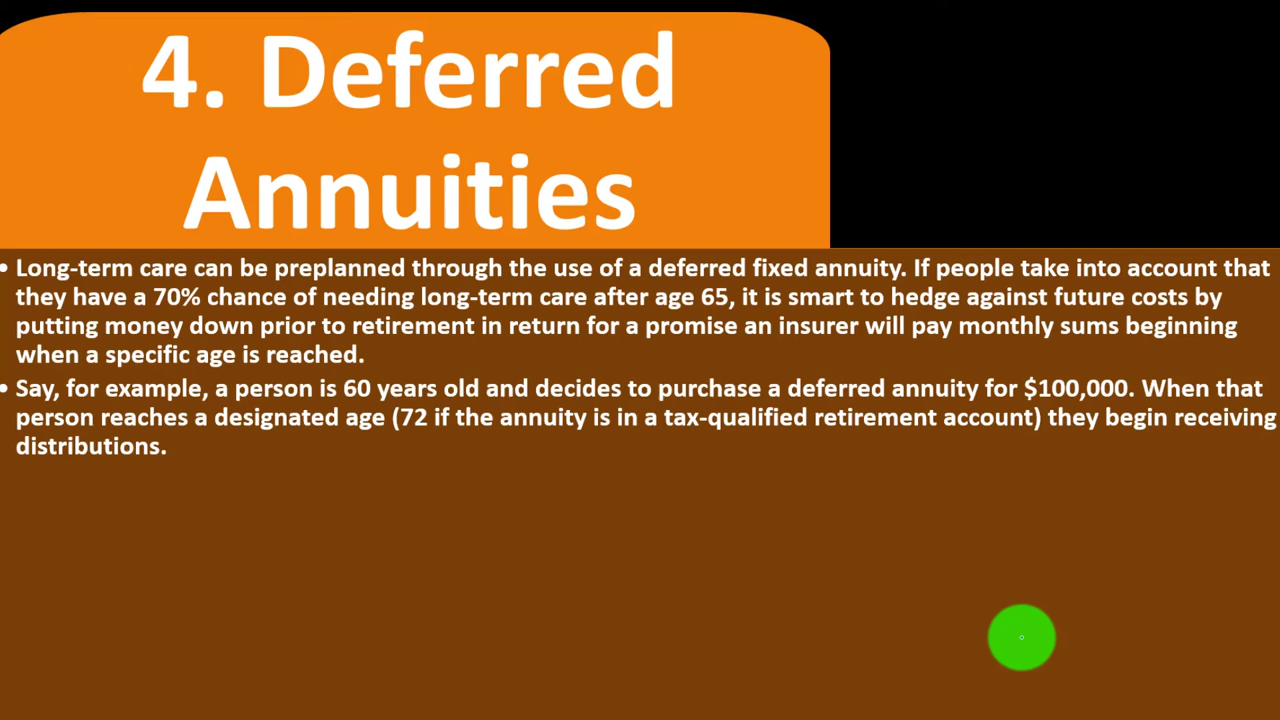 4. Deferred
Annuities
• Long-term care can be preplanned through the use of a deferred fixed annuity. If people take into account that
they have a 70% chance of needing long-term care after age 65, it is smart to hedge against future costs by
putting money down prior to retirement in return for a promise an insurer will pay monthly sums beginning
when a specific age is reached.
• Say, for example, a person is 60 years old and decides to purchase a deferred annuity for $100,000. When that
person reaches a designated age (72 if the annuity is in a tax-qualified retirement account) they begin receiving
distributions.